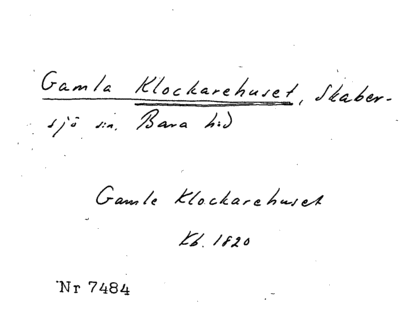 Gamla Klockarehuset, Skaber-
sjö sn. Bara hd
Gamle Klockarehuset
Kb. 1820
Nr 7484